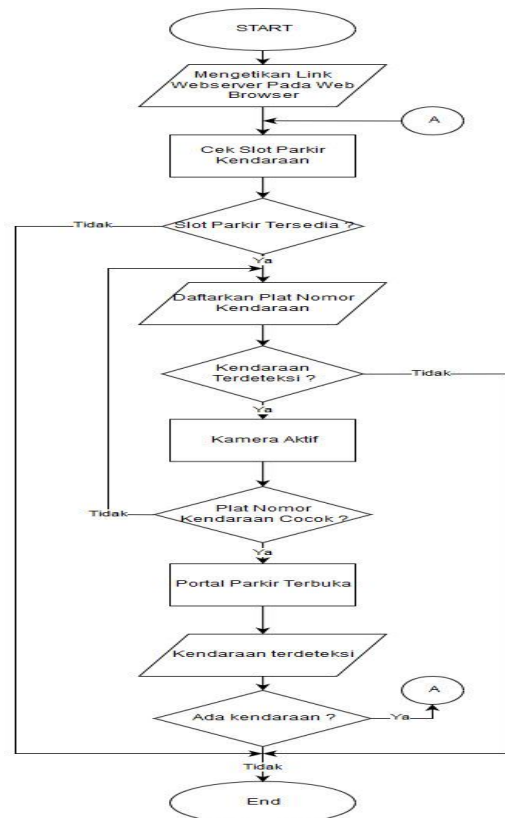 START
Mengetikan Link
Webserver Pada Web
Browser
A
Cek Slot Parkir
Kendaraan
Slot Parkir Tersedia ?
Tidak
Ya
Daftarkan Plat Nomor
Kendaraan
Kendaraan
Terdeteksi ?
Tidak
Ya
Kamera Aktif
Plat Nomor
Kendaraan Cocok ?
Tidak
Ya
Portal Parkir Terbuka
Kendaraan terdeteksi
A
Ada kendaraan ?
Ya
Tidak
End